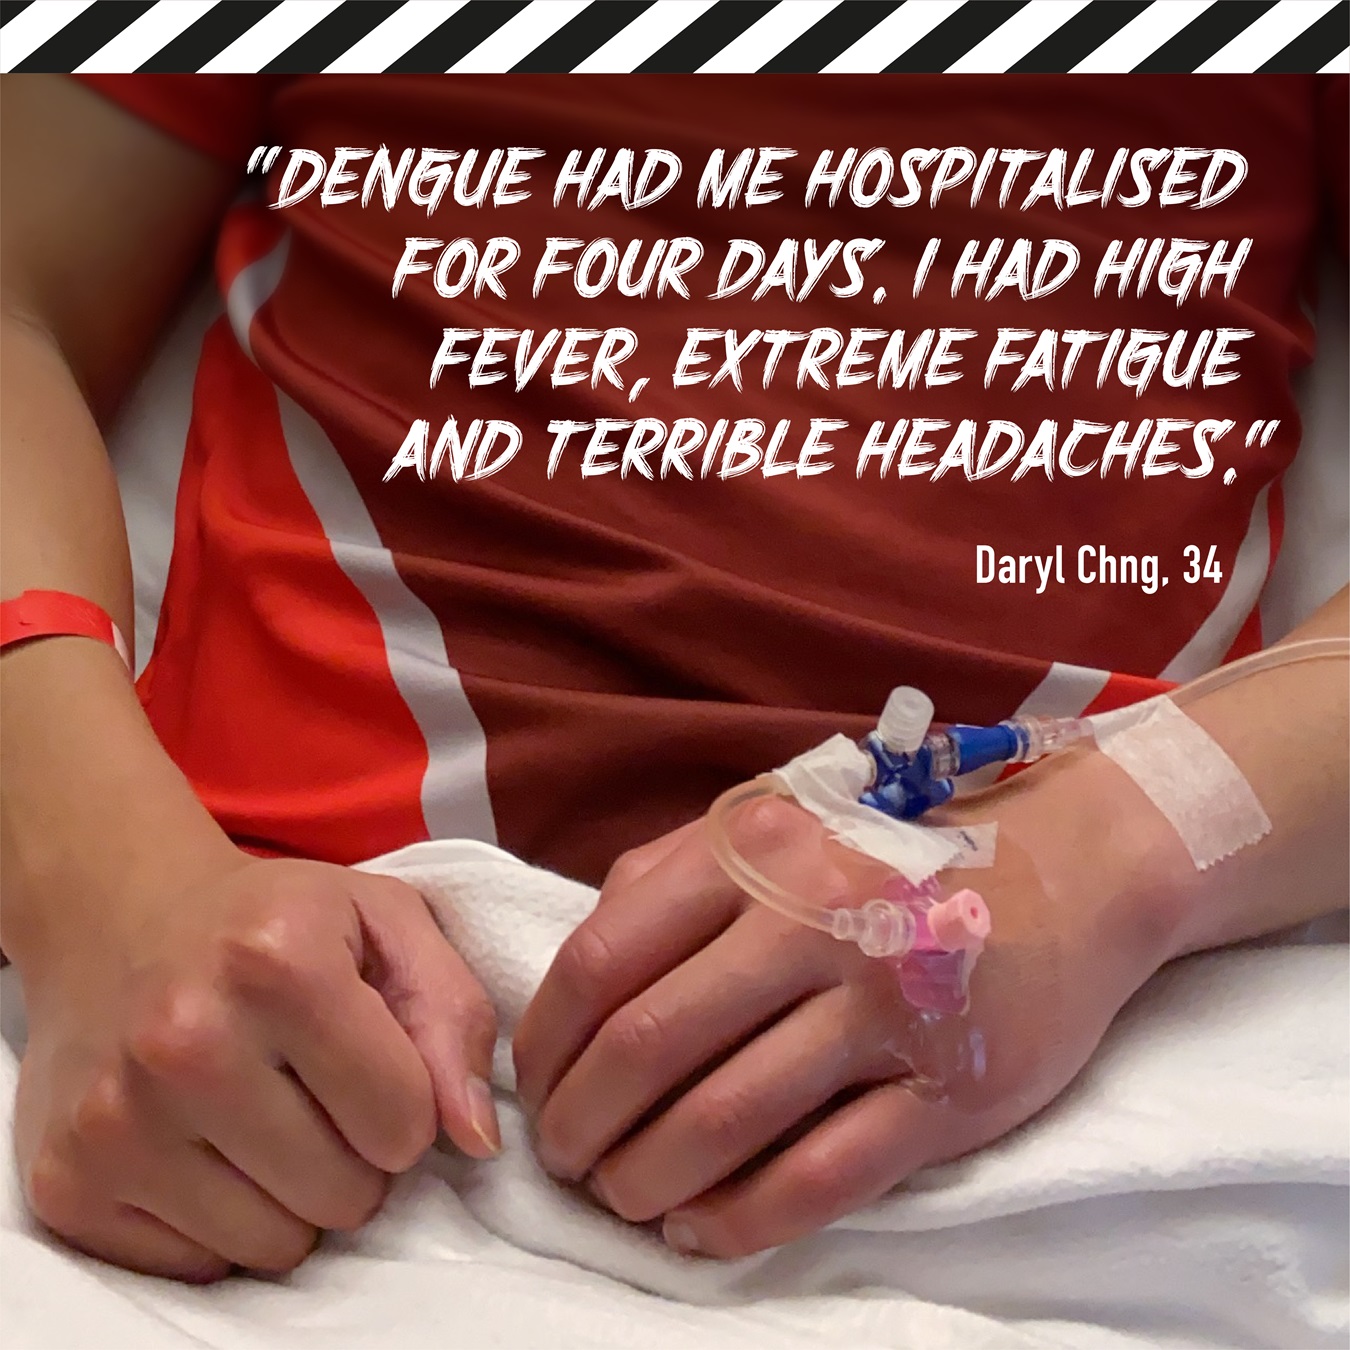 "DENGUE HAD ME HOSPITALISED
FOR FOUR DAYS. I HAD HIGH
FEVER, EXTREME FATIGUE
AND TERRIBLE HEADACHES."
Daryl Chng, 34